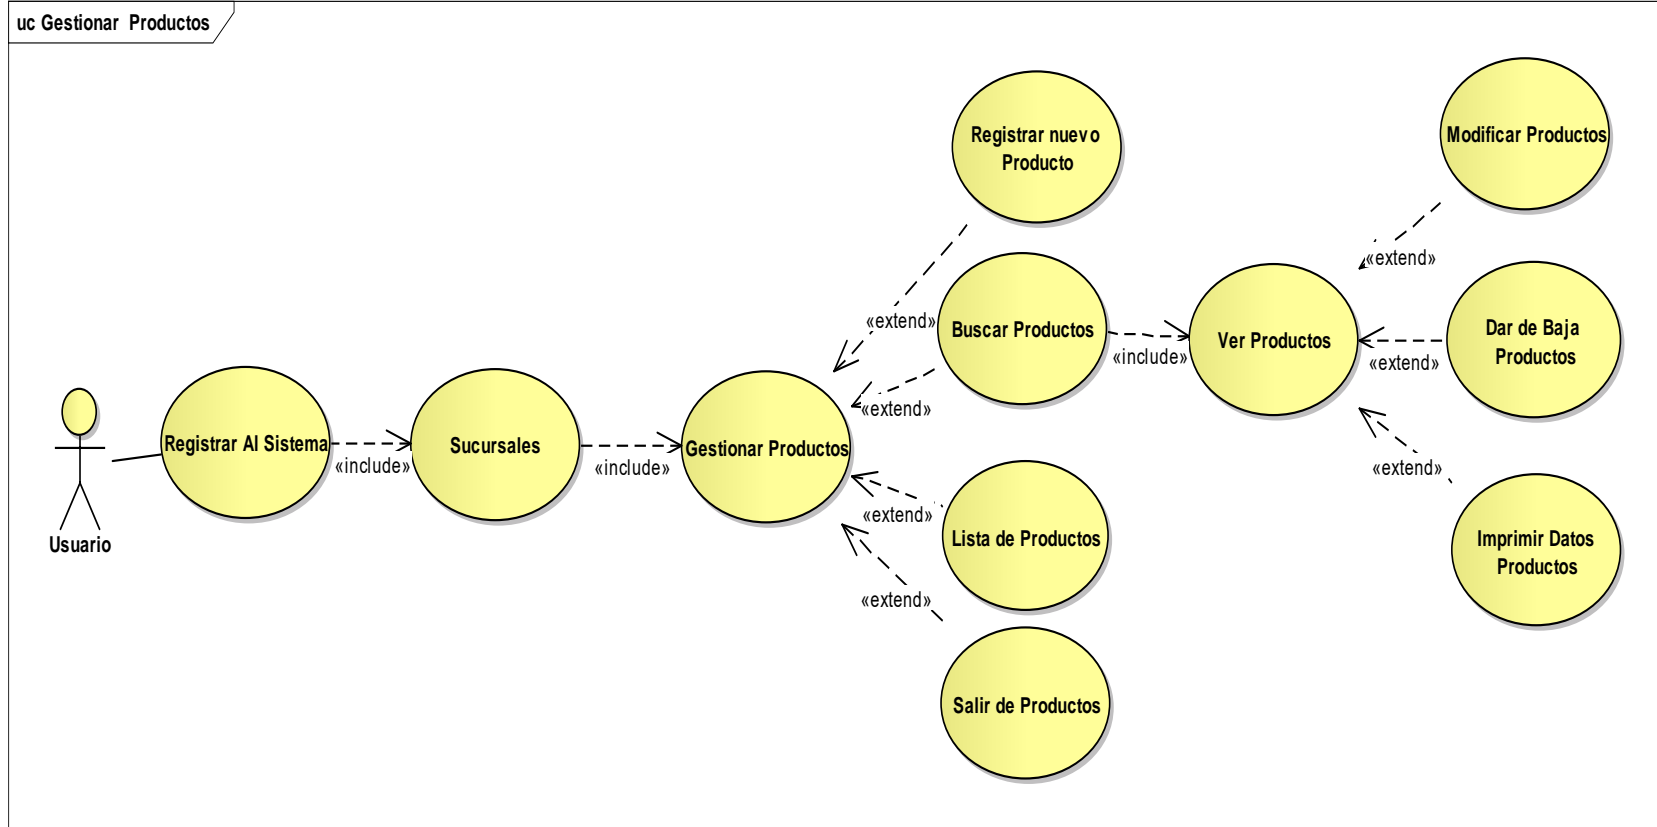 uc Gestionar Productos
Registrar nuevo
Producto
Modificar Productos
«extend»
«extend»
Buscar Productos
«include»
Ver Productos
Dar de Baja
Productos
«extend»
«extend»
Usuario
Registrar Al Sistema
«include»
Sucursales
«include»
Gestionar Productos
«extend»
Lista de Productos
«extend»
Imprimir Datos
Productos
«extend»
Salir de Productos